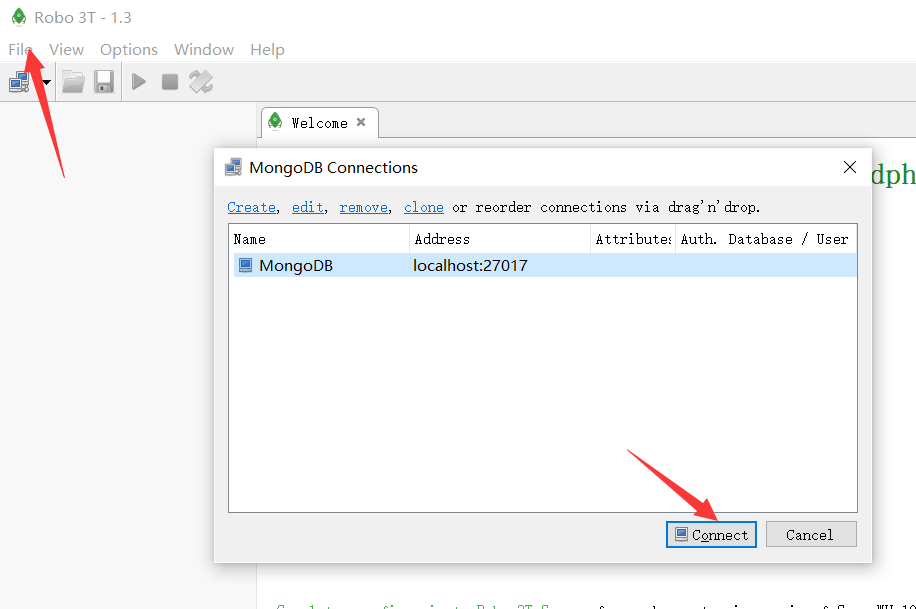 Robo 3T - 1.3
File View Options Window Help
Welcome
dph
MongoDB Connections
Create, edit, remove, clone or reorder connections via drag'n'drop.
Name Address Attributes Auth. Database / User
MongoDB localhost:27017
Connect Cancel